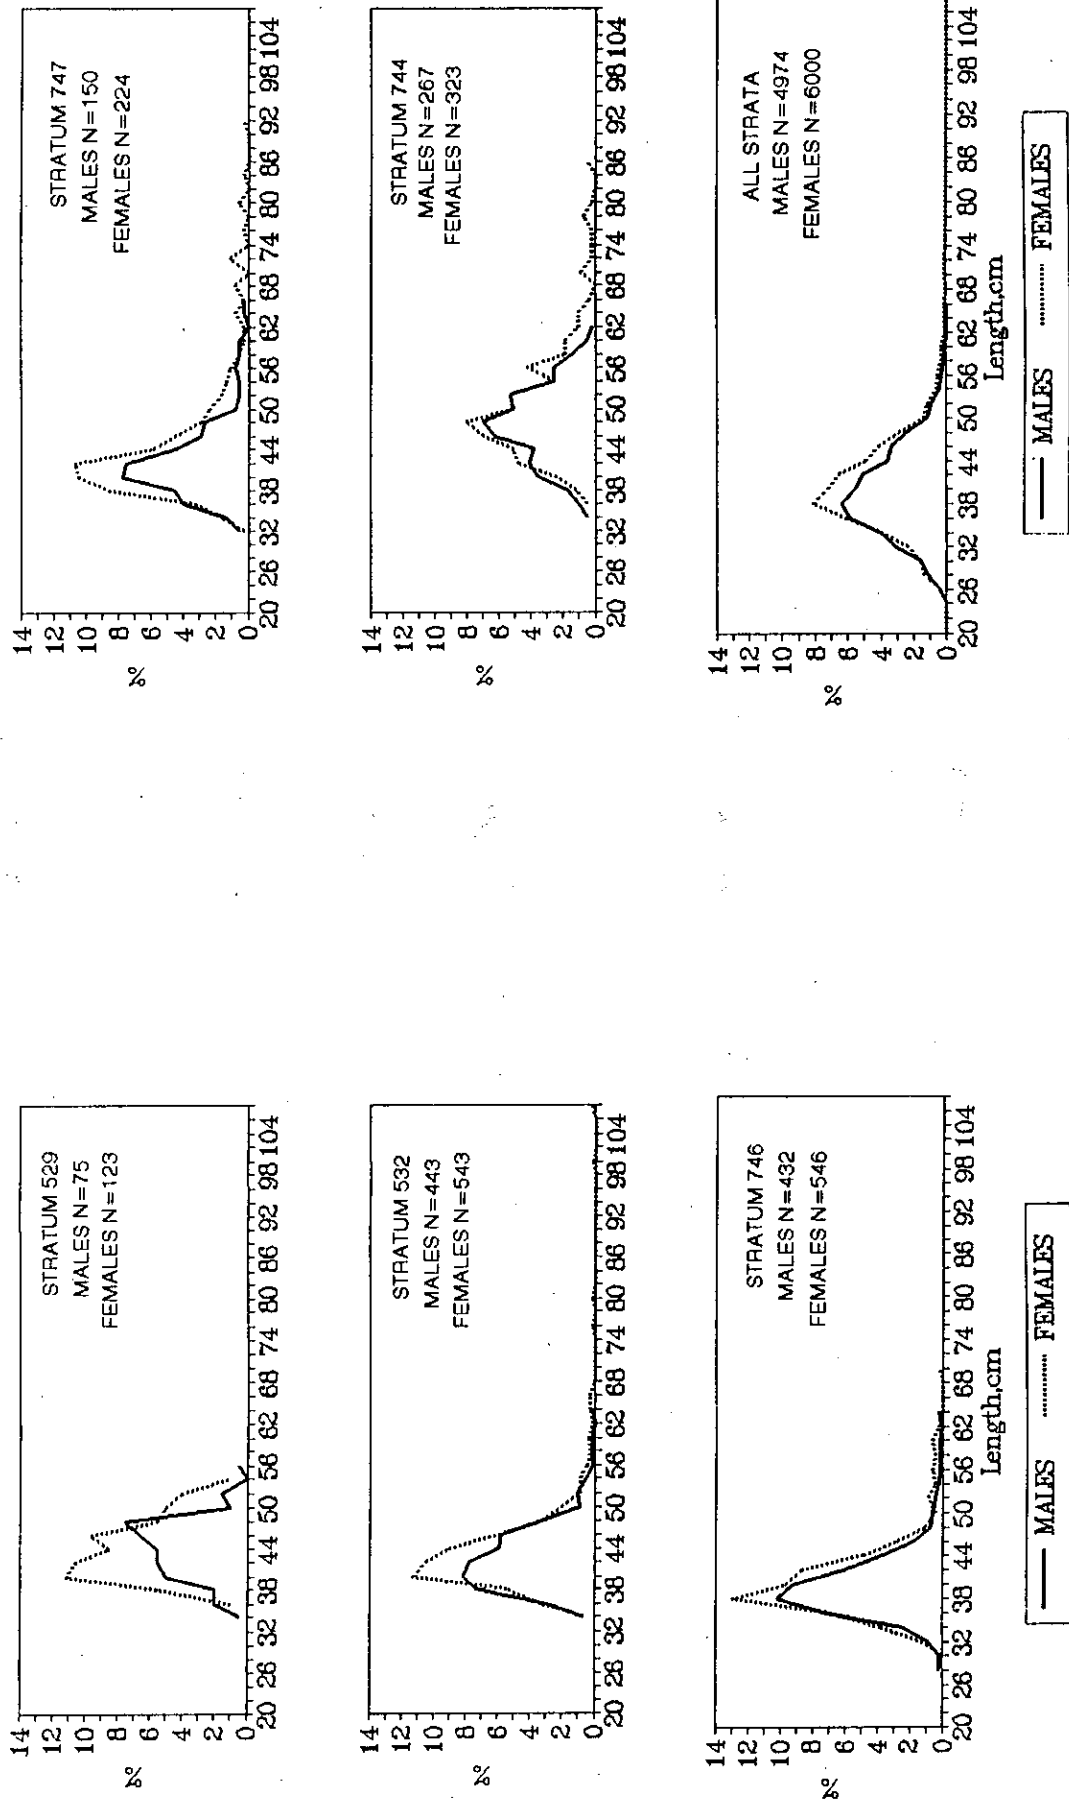 STRATUM 529
MALES N=75
FEMALES N=123
%
14 12 10 8 6 4 2 0
20 26 32 38 44 50 56 62 68 74 80 86 92 98 104
STRATUM 532
MALES N=443
FEMALES N=543
%
14 12 10 8 6 4 2 0
20 26 32 38 44 50 56 62 68 74 80 86 92 98 104
STRATUM 746
MALES N=432
FEMALES N=546
%
14 12 10 8 6 4 2 0
20 26 32 38 44 50 56 62 68 74 80 86 92 98 104
Length,cm
MALES FEMALES
STRATUM 747
MALES N=150
FEMALES N=224
%
14 12 10 8 6 4 2 0
20 26 32 38 44 50 56 62 68 74 80 86 92 98 104
STRATUM 744
MALES N=267
FEMALES N=323
%
14 12 10 8 6 4 2 0
20 26 32 38 44 50 56 62 68 74 80 86 92 98 104
ALL STRATA
MALES N=4974
FEMALES N=6000
%
14 12 10 8 6 4 2 0
20 26 32 38 44 50 56 62 68 74 80 86 92 98 104
Length,cm
MALES FEMALES